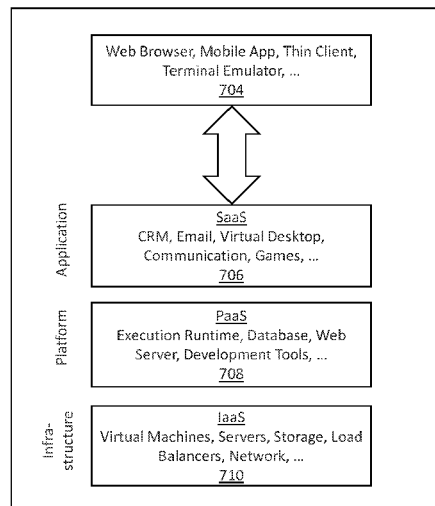 Web Browser, Mobile App, Thin Client,
Terminal Emulator, ...
704
Application
SaaS
CRM, Email, Virtual Desktop,
Communication, Games, ...
706
Platform
PaaS
Execution Runtime, Database, Web
Server, Development Tools, ...
708
Infra-
structure
IaaS
Virtual Machines, Servers, Storage, Load
Balancers, Network, ...
710